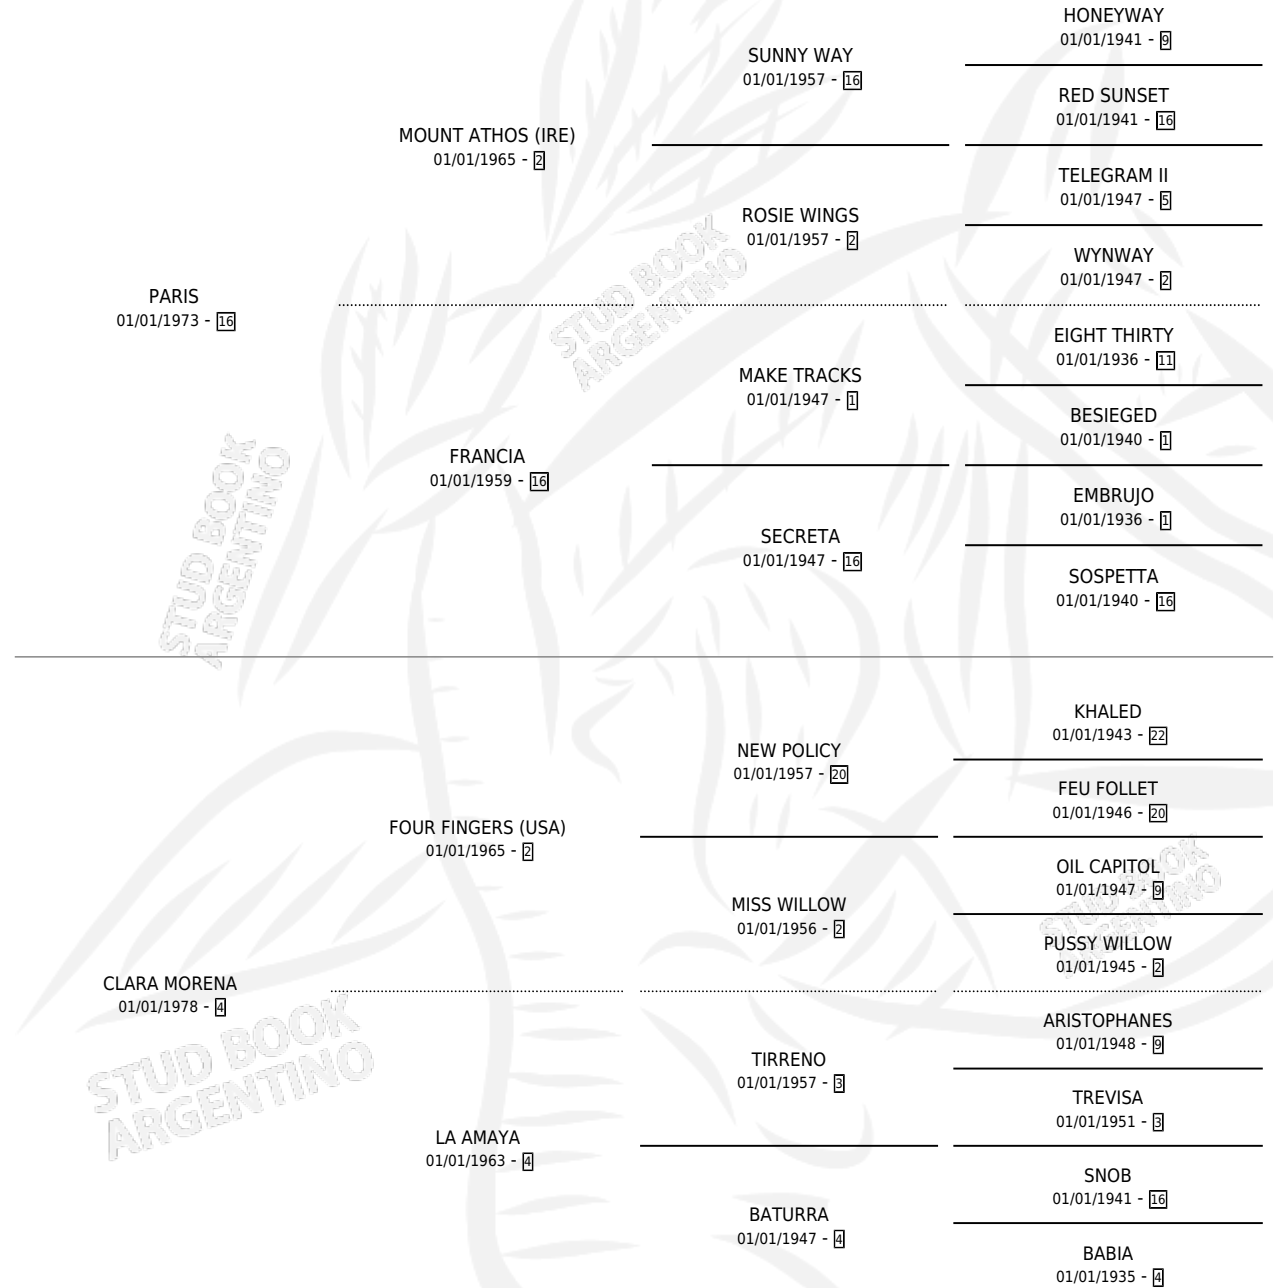 HONEYWAY
01/01/1941 - 9
SUNNY WAY
01/01/1957 - 16
RED SUNSET
01/01/1941 - 16
MOUNT ATHOS (IRE)
01/01/1965 - 2
TELEGRAM II
01/01/1947 - 5
ROSIE WINGS
01/01/1957 - 2
WYNWAY
01/01/1947 - 2
PARIS
01/01/1973 - 16
STUD BOOK
ARGENTINO
EIGHT THIRTY
01/01/1936 - 11
MAKE TRACKS
01/01/1947 - 1
BESIEGED
01/01/1940 - 1
FRANCIA
01/01/1959 - 16
EMBRUJO
01/01/1936 - 1
SECRETA
01/01/1947 - 16
SOSPETTA
01/01/1940 - 16
STUD BOOK
ARGENTINO
KHALED
01/01/1943 - 22
NEW POLICY
01/01/1957 - 20
FEU FOLLET
01/01/1946 - 20
FOUR FINGERS (USA)
01/01/1965 - 2
OIL CAPITOL
01/01/1947 - 9
MISS WILLOW
01/01/1956 - 2
PUSSY WILLOW
01/01/1945 - 2
STUD BOOK
ARGENTINO
CLARA MORENA
01/01/1978 - 4
ARISTOPHANES
01/01/1948 - 9
TIRRENO
01/01/1957 - 3
TREVISA
01/01/1951 - 3
STUD BOOK
ARGENTINO
LA AMAYA
01/01/1963 - 4
SNOB
01/01/1941 - 16
BATURRA
01/01/1947 - 4
BABIA
01/01/1935 - 4